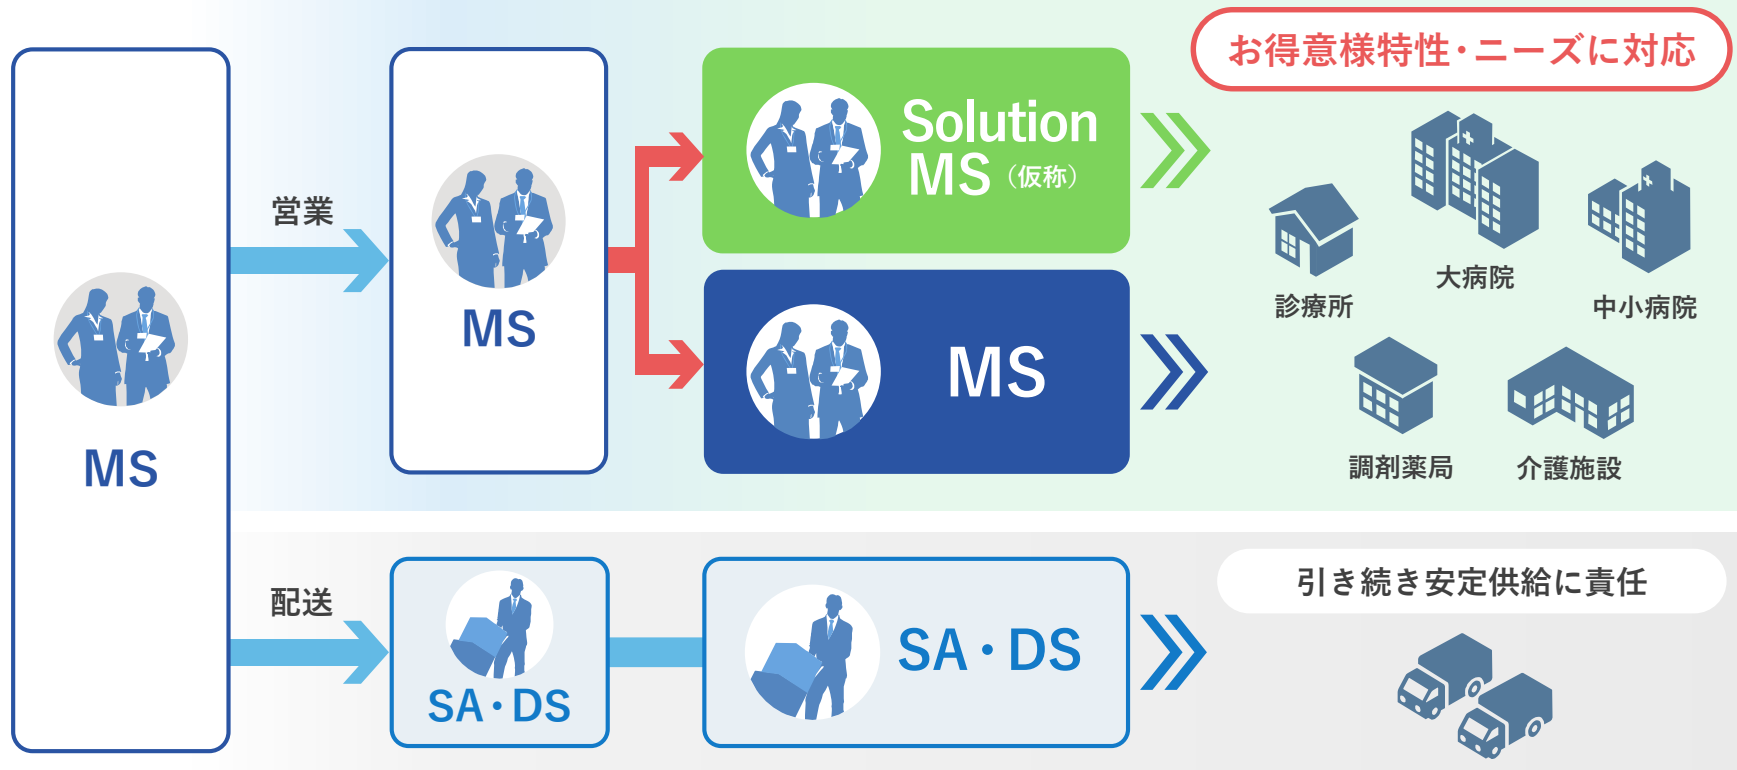 MS
営業
MS
Solution
MS（仮称）
MS
お得意様特性・ニーズに対応
診療所
大病院
中小病院
調剤薬局
介護施設
配送
SA・DS
SA・DS
引き続き安定供給に責任